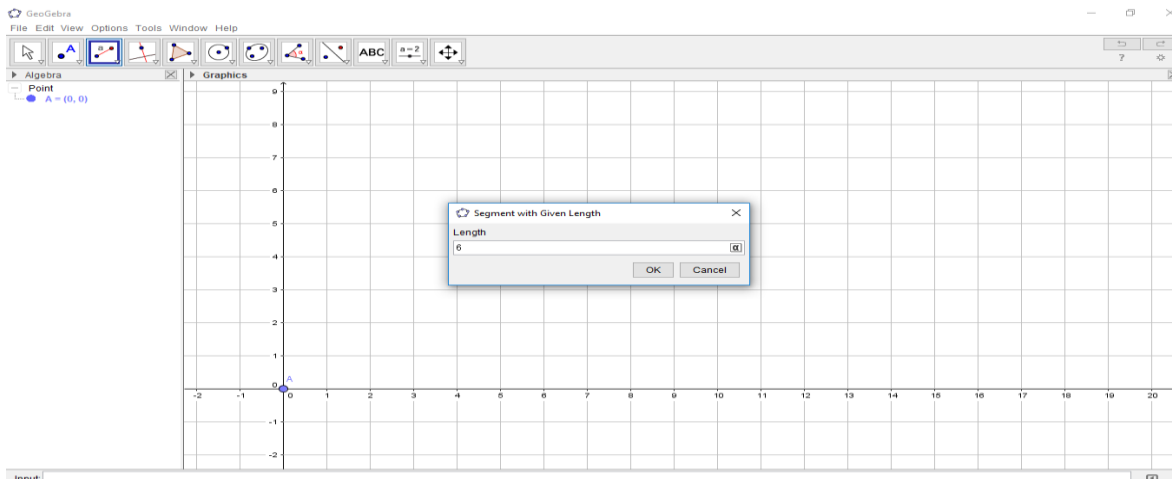 GeoGebra
File Edit View Options Tools Window Help
A a α ABC a=2 ?
Algebra Graphics
Point
A = (0, 0)
9
8
7
6
5
4
3
2
1
0
-1
-2
A
-2 -1 0 1 2 3 4 5 6 7 8 9 10 11 12 13 14 15 16 17 18 19 20
Segment with Given Length
Length
6 α
OK Cancel
Input: